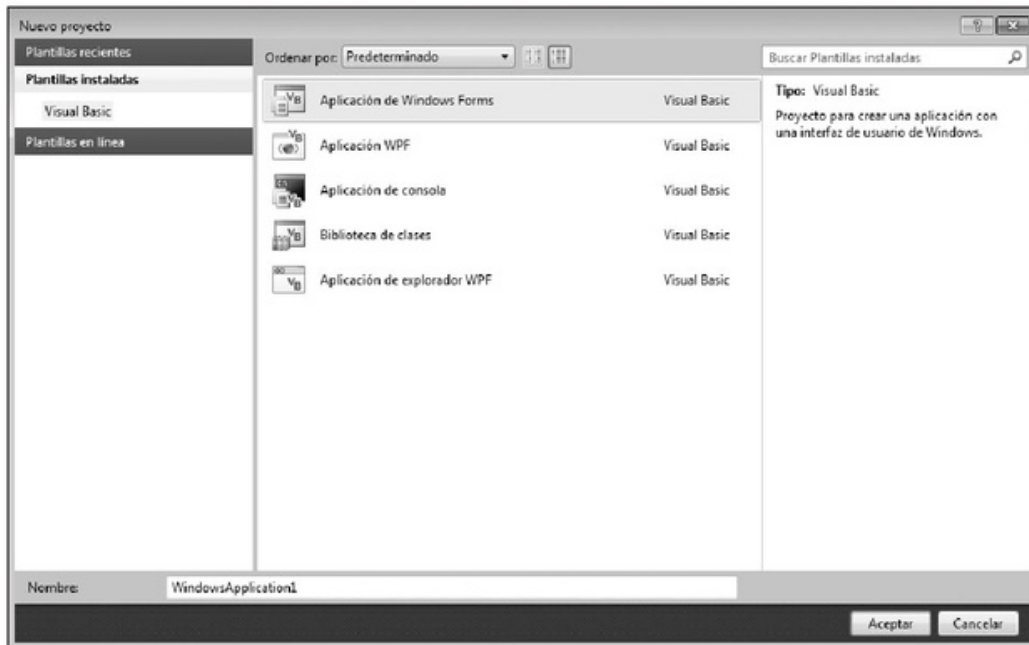 Nuevo proyecto
Plantillas recientes
Plantillas instaladas
Visual Basic
Plantillas en línea
Ordenar por: Predeterminado
Aplicación de Windows Forms Visual Basic
Aplicación WPF Visual Basic
Aplicación de consola Visual Basic
Biblioteca de clases Visual Basic
Aplicación de explorador WPF Visual Basic
Buscar Plantillas instaladas
Tipo: Visual Basic
Proyecto para crear una aplicación con
una interfaz de usuario de Windows.
Nombre: WindowsApplication1
Aceptar Cancelar